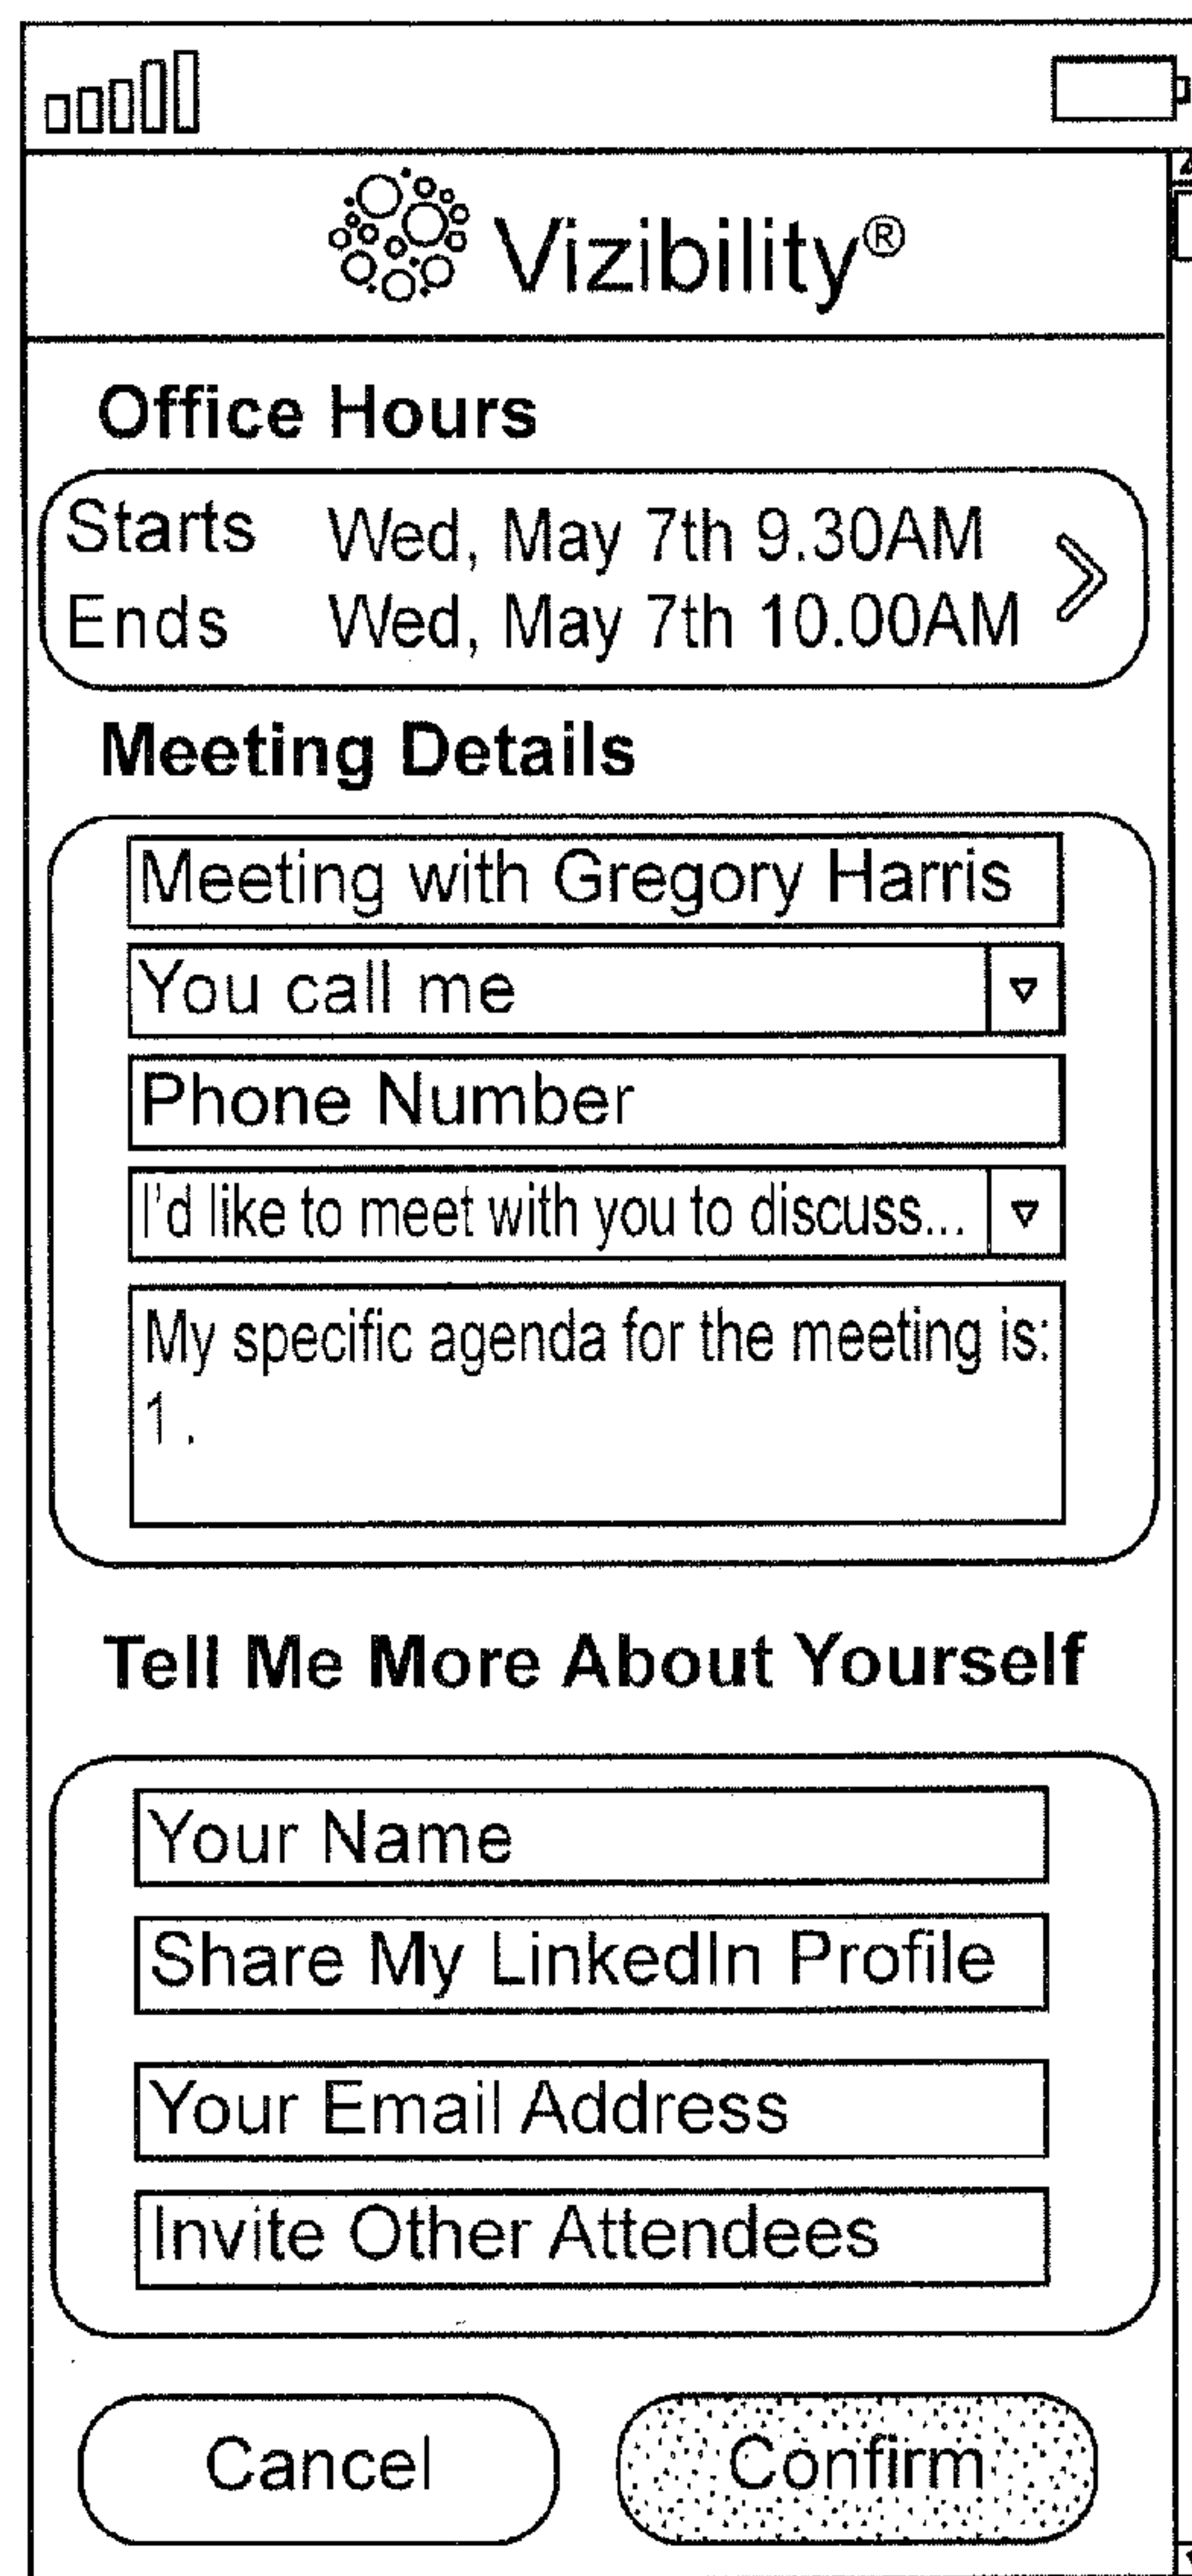 Vizibility®
Office Hours
Starts Wed, May 7th 9.30AM
Ends Wed, May 7th 10.00AM
Meeting Details
Meeting with Gregory Harris
You call me
Phone Number
I'd like to meet with you to discuss...
My specific agenda for the meeting is:
1.
Tell Me More About Yourself
Your Name
Share My LinkedIn Profile
Your Email Address
Invite Other Attendees
Cancel Confirm